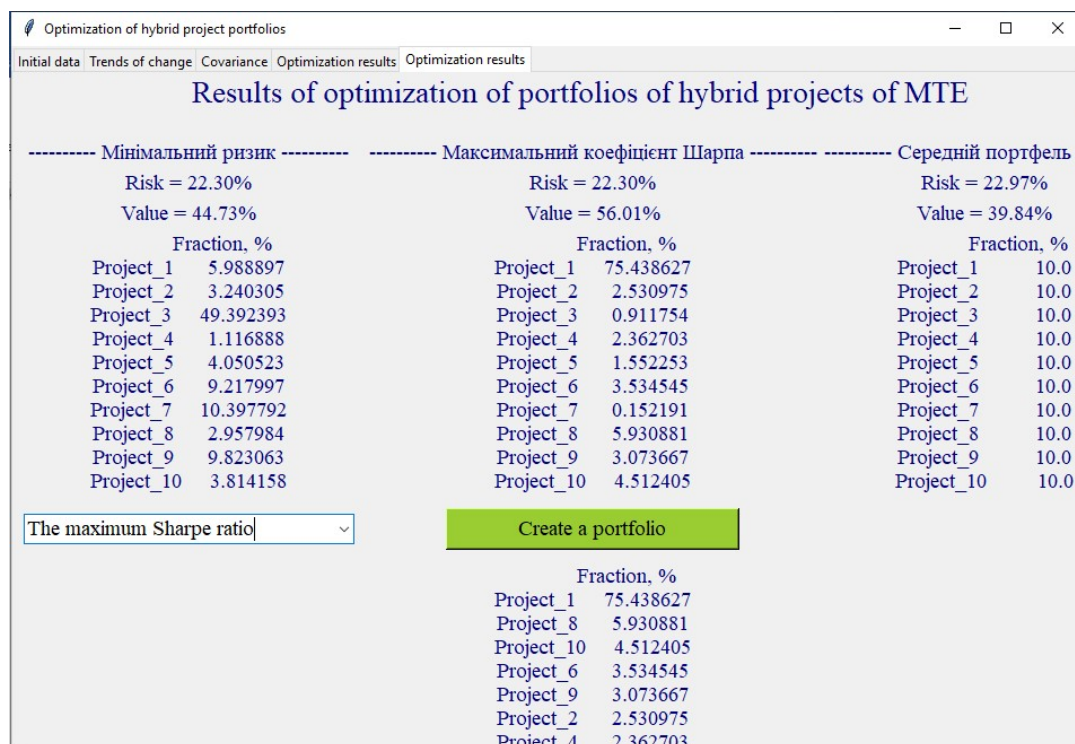 Optimization of hybrid project portfolios
Initial data Trends of change Covariance Optimization results Optimization results
Results of optimization of portfolios of hybrid projects of MTE
---------- Мінімальний ризик ----------
Risk = 22.30%
Value = 44.73%
Fraction, %
Project_1 5.988897
Project_2 3.240305
Project_3 49.392393
Project_4 1.116888
Project_5 4.050523
Project_6 9.217997
Project_7 10.397792
Project_8 2.957984
Project_9 9.823063
Project_10 3.814158
---------- Максимальний коефіцієнт Шарпа ----------
Risk = 22.30%
Value = 56.01%
Fraction, %
Project_1 75.438627
Project_2 2.530975
Project_3 0.911754
Project_4 2.362703
Project_5 1.552253
Project_6 3.534545
Project_7 0.152191
Project_8 5.930881
Project_9 3.073667
Project_10 4.512405
---------- Середній портфель
Risk = 22.97%
Value = 39.84%
Fraction, %
Project_1 10.0
Project_2 10.0
Project_3 10.0
Project_4 10.0
Project_5 10.0
Project_6 10.0
Project_7 10.0
Project_8 10.0
Project_9 10.0
Project_10 10.0
The maximum Sharpe ratio
Create a portfolio
Fraction, %
Project_1 75.438627
Project_8 5.930881
Project_10 4.512405
Project_6 3.534545
Project_9 3.073667
Project_2 2.530975
Project_4 2.362703